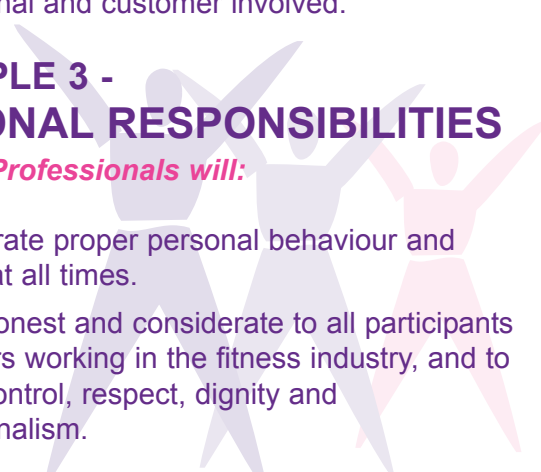 nal and customer involved.
PLE 3 -
ONAL RESPONSIBILITIES
Professionals will:
rate proper personal behaviour and
at all times.
onest and considerate to all participants
rs working in the fitness industry, and to
ontrol, respect, dignity and
nalism.